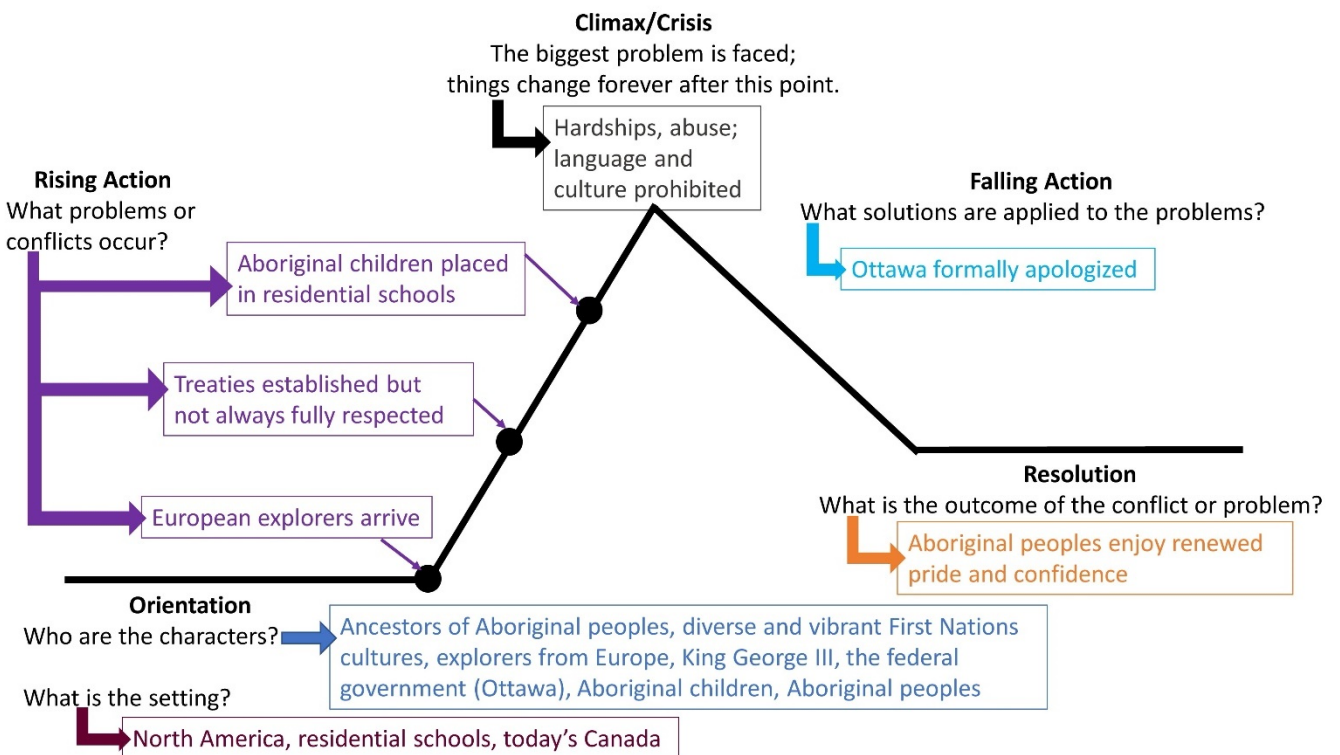 Climax/Crisis
The biggest problem is faced;
things change forever after this point.
Hardships, abuse;
language and
culture prohibited
Rising Action
What problems or
conflicts occur?
Aboriginal children placed
in residential schools
Treaties established but
not always fully respected
European explorers arrive
Falling Action
What solutions are applied to the problems?
Ottawa formally apologized
Resolution
What is the outcome of the conflict or problem?
Aboriginal peoples enjoy renewed
pride and confidence
Orientation
Who are the characters?
Ancestors of Aboriginal peoples, diverse and vibrant First Nations
cultures, explorers from Europe, King George III, the federal
government (Ottawa), Aboriginal children, Aboriginal peoples
What is the setting?
North America, residential schools, today’s Canada